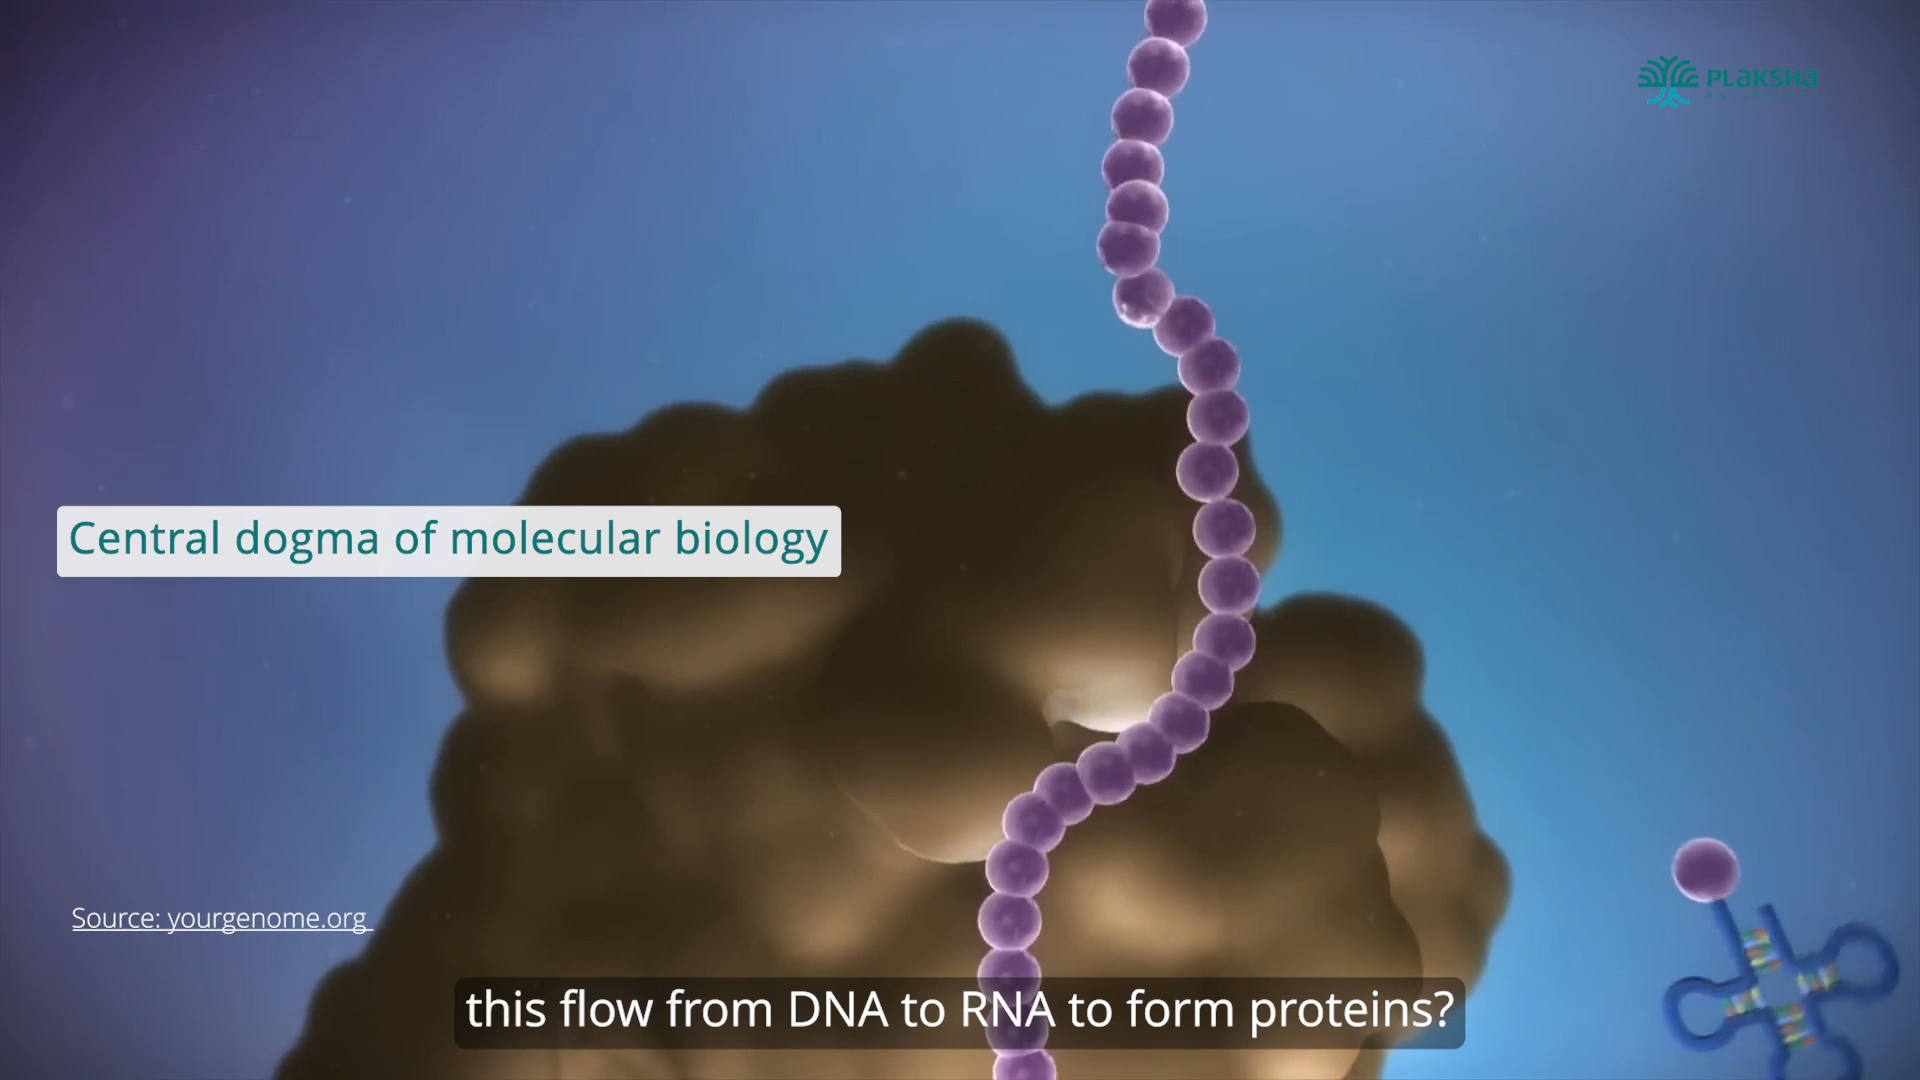 PLaKSHa
Central dogma of molecular biology
Source: yourgenome.org
this flow from DNA to RNA to form proteins?